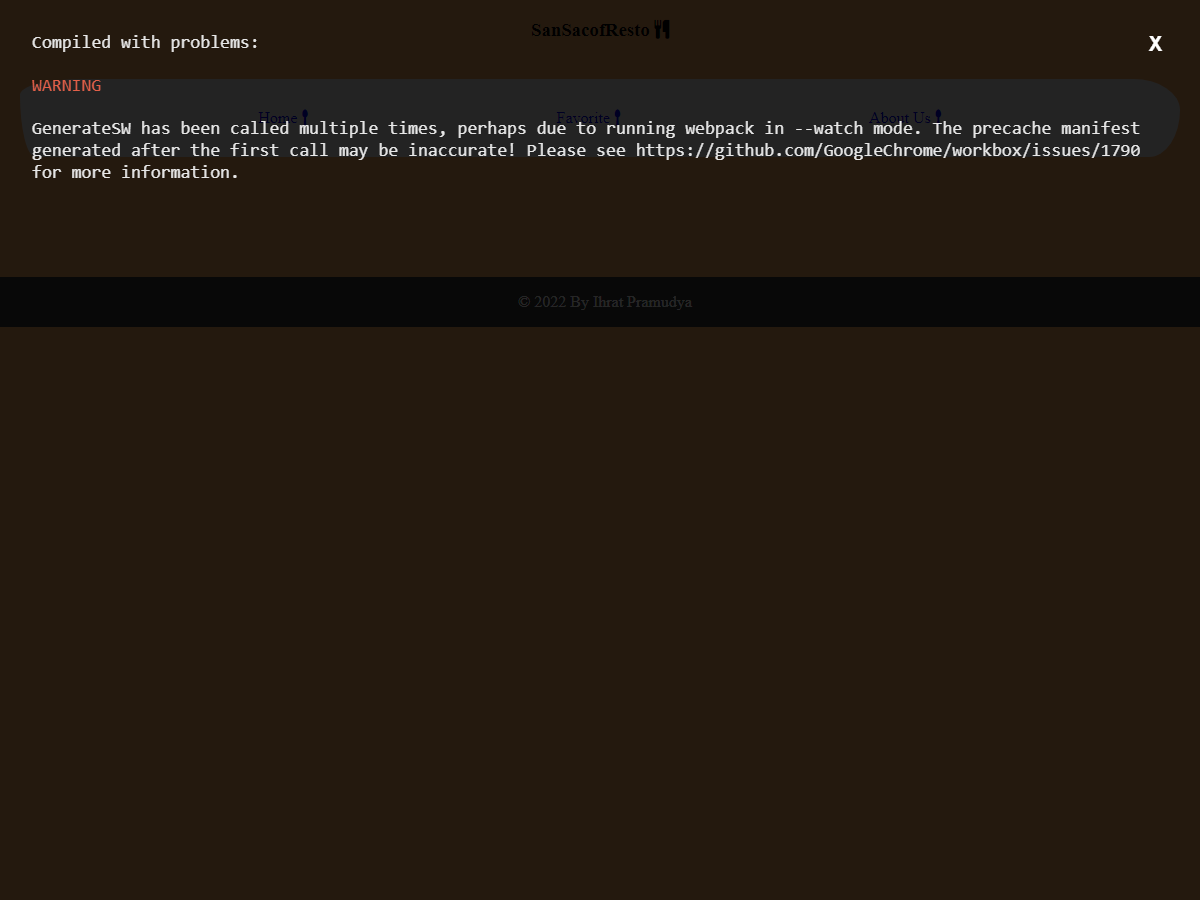 SanSacofResto
Compiled with problems:
X
WARNING
Home
Favorite
About Us
GenerateSW has been called multiple times, perhaps due to running webpack in --watch mode. The precache manifest
generated after the first call may be inaccurate! Please see https://github.com/GoogleChrome/workbox/issues/1790
for more information.
© 2022 By Ihrat Pramudya